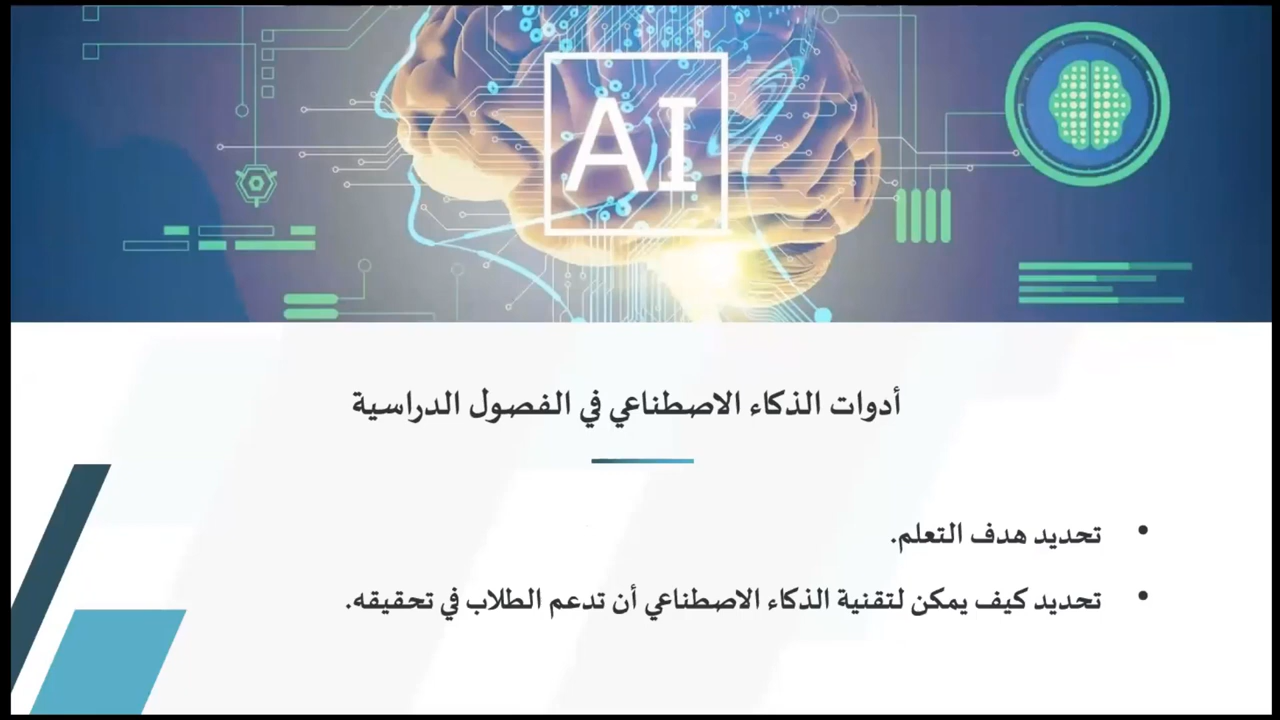 AI
أدوات الذكاء الاصطناعي في الفصول الدراسية
• تحديد هدف التعلم.
• تحديد كيف يمكن لتقنية الذكاء الاصطناعي أن تدعم الطلاب في تحقيقه.